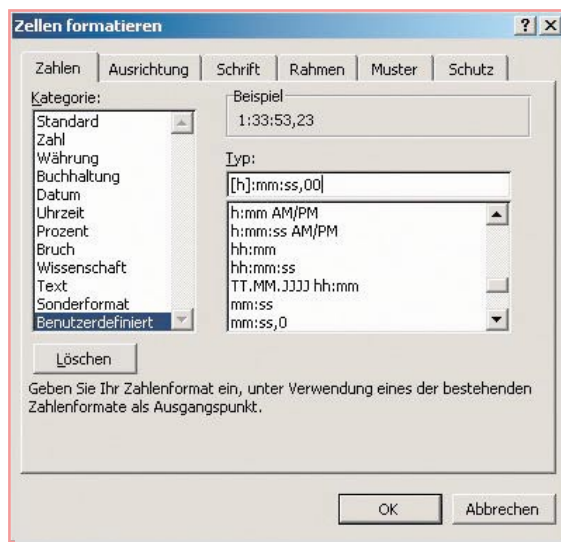 Zellen formatieren
Zahlen Ausrichtung Schrift Rahmen Muster Schutz
Kategorie:
Standard
Zahl
Währung
Buchhaltung
Datum
Uhrzeit
Prozent
Bruch
Wissenschaft
Text
Sonderformat
Benutzerdefiniert
Beispiel
1:33:53,23
Typ:
[h]:mm:ss,00
h:mm AM/PM
h:mm:ss AM/PM
hh:mm
hh:mm:ss
TT.MM.JJJJ hh:mm
mm:ss
mm:ss,0
Löschen
Geben Sie Ihr Zahlenformat ein, unter Verwendung eines der bestehenden
Zahlenformate als Ausgangspunkt.
OK Abbrechen